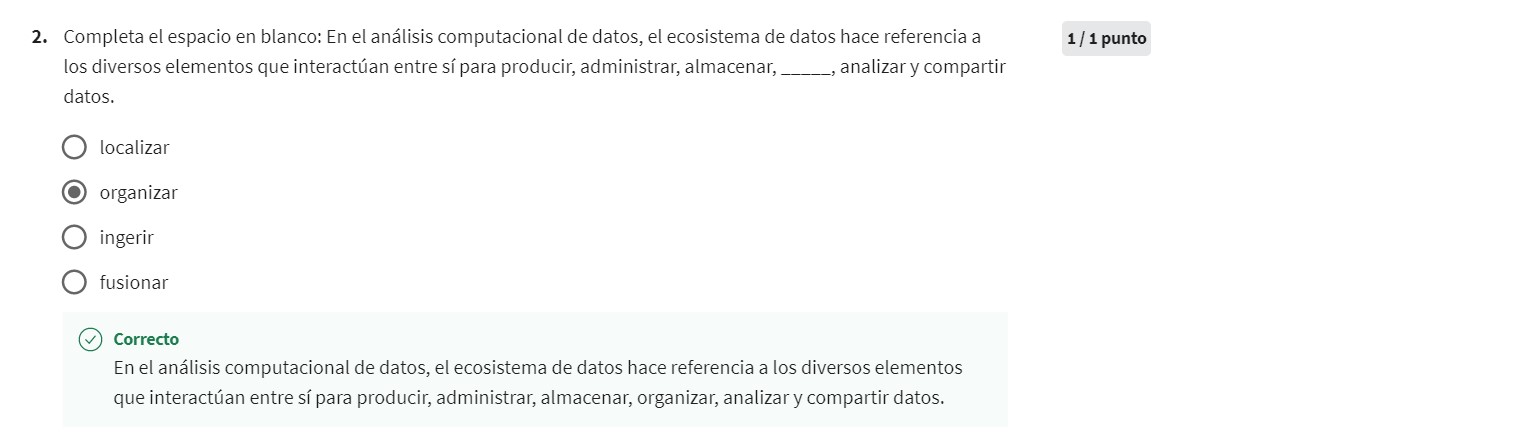 2. Completa el espacio en blanco: En el análisis computacional de datos, el ecosistema de datos hace referencia a
1 / 1 punto
los diversos elementos que interactúan entre sí para producir, administrar, almacenar, _____, analizar y compartir
datos.
localizar
organizar
ingerir
fusionar
Correcto
En el análisis computacional de datos, el ecosistema de datos hace referencia a los diversos elementos
que interactúan entre sí para producir, administrar, almacenar, organizar, analizar y compartir datos.